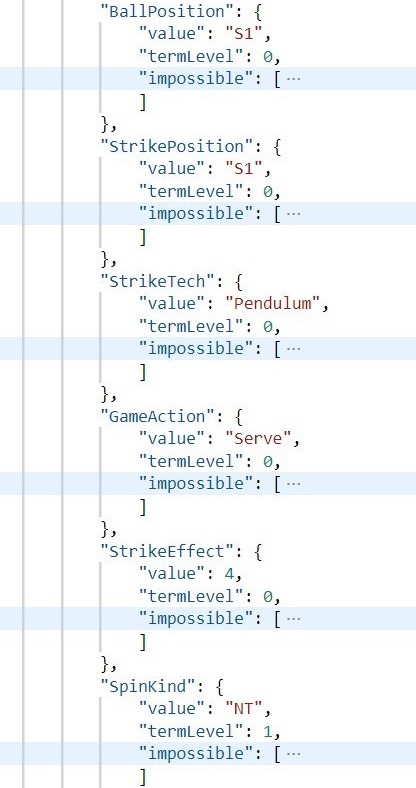 "BallPosition": {
"value": "S1",
"termLevel": 0,
"impossible": [ ···
]
},
"StrikePosition": {
"value": "S1",
"termLevel": 0,
"impossible": [ ···
]
},
"StrikeTech": {
"value": "Pendulum",
"termLevel": 0,
"impossible": [ ···
]
},
"GameAction": {
"value": "Serve",
"termLevel": 0,
"impossible": [ ···
]
},
"StrikeEffect": {
"value": 4,
"termLevel": 0,
"impossible": [ ···
]
},
"SpinKind": {
"value": "NT",
"termLevel": 1,
"impossible": [ ···
]